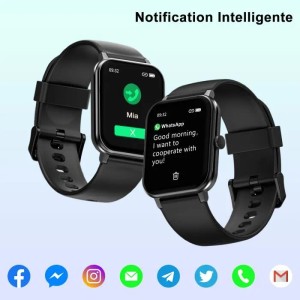 Notification Intelligente
09:32
Mia
X
09:32
WhatsApp
Good morning,
I want to
cooperate with
you!